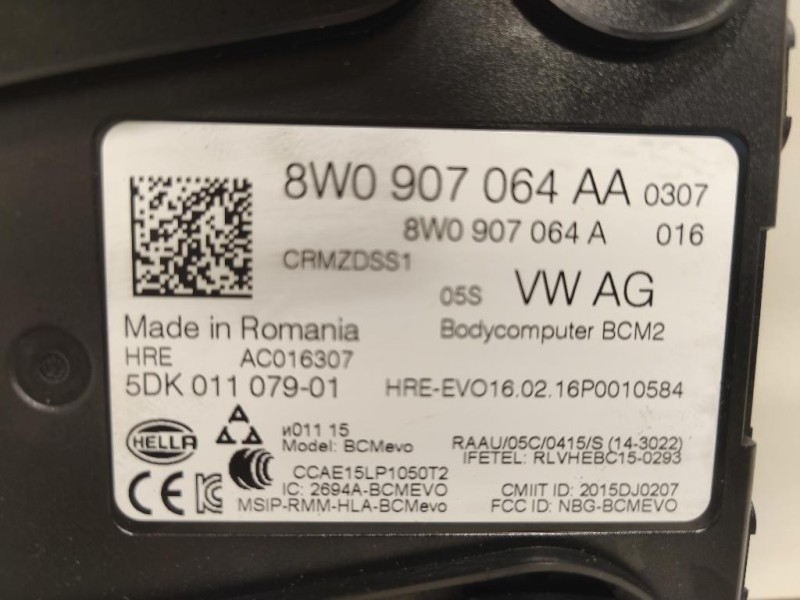 8W0 907 064 AA 0307
8W0 907 064 A 016
CRMZDSS1
05S VW AG
Made in Romania Bodycomputer BCM2
HRE AC016307
5DK 011 079-01 HRE-EVO16.02.16P0010584
HELLA
и011 15
Model: BCMevo
RAAU/05C/0415/S (14-3022)
IFETEL: RLVHEBC15-0293
CCAE15LP1050T2
IC: 2694A-BCMEVO CMIIT ID: 2015DJ0207
CE MSIP-RMM-HLA-BCMevo FCC ID: NBG-BCMEVO